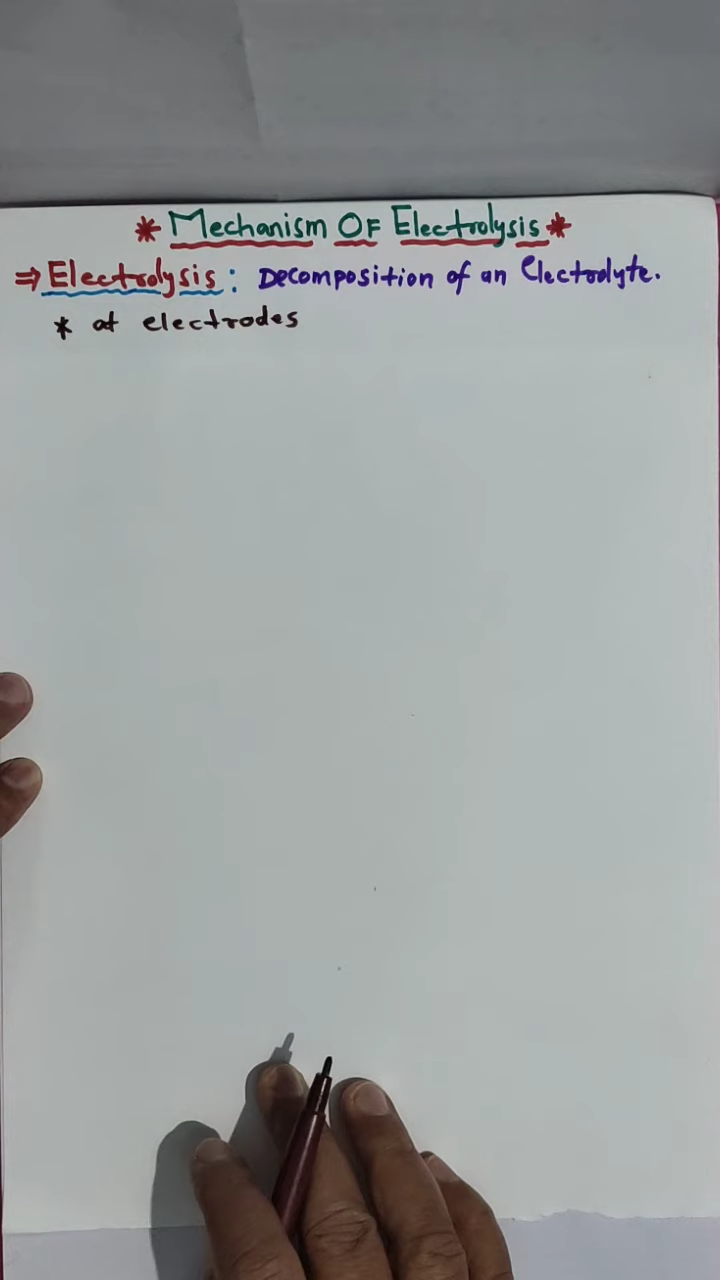 * Mechanism OF Electrolysis *
⇒ Electrolysis: Decomposition of an Electrolyte.
* at electrodes